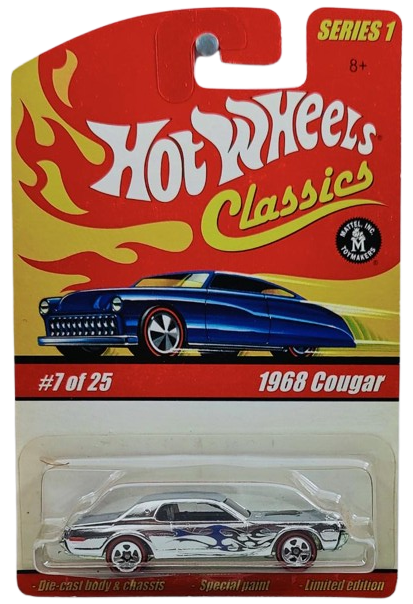 SERIES 1
8+
HOT WHEELS
Classics
MATTEL, INC.
M
TOYMAKERS
#7 of 25
1968 Cougar
-Die-cast body & chassis -Special paint -Limited edition